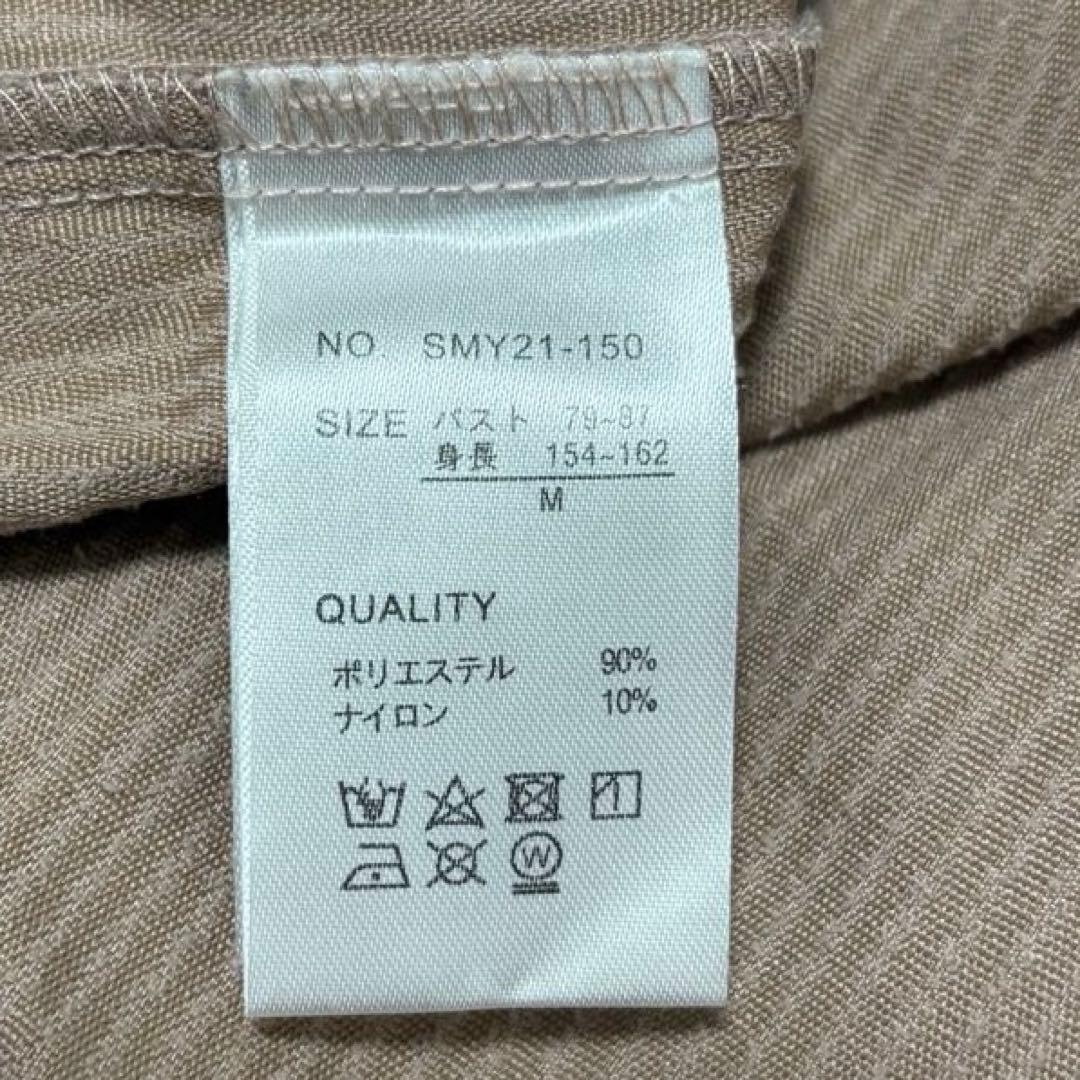 NO. SMY21-150
SIZE バスト 79~87
身長 154~162
M
QUALITY
ポリエステル 90%
ナイロン 10%
W